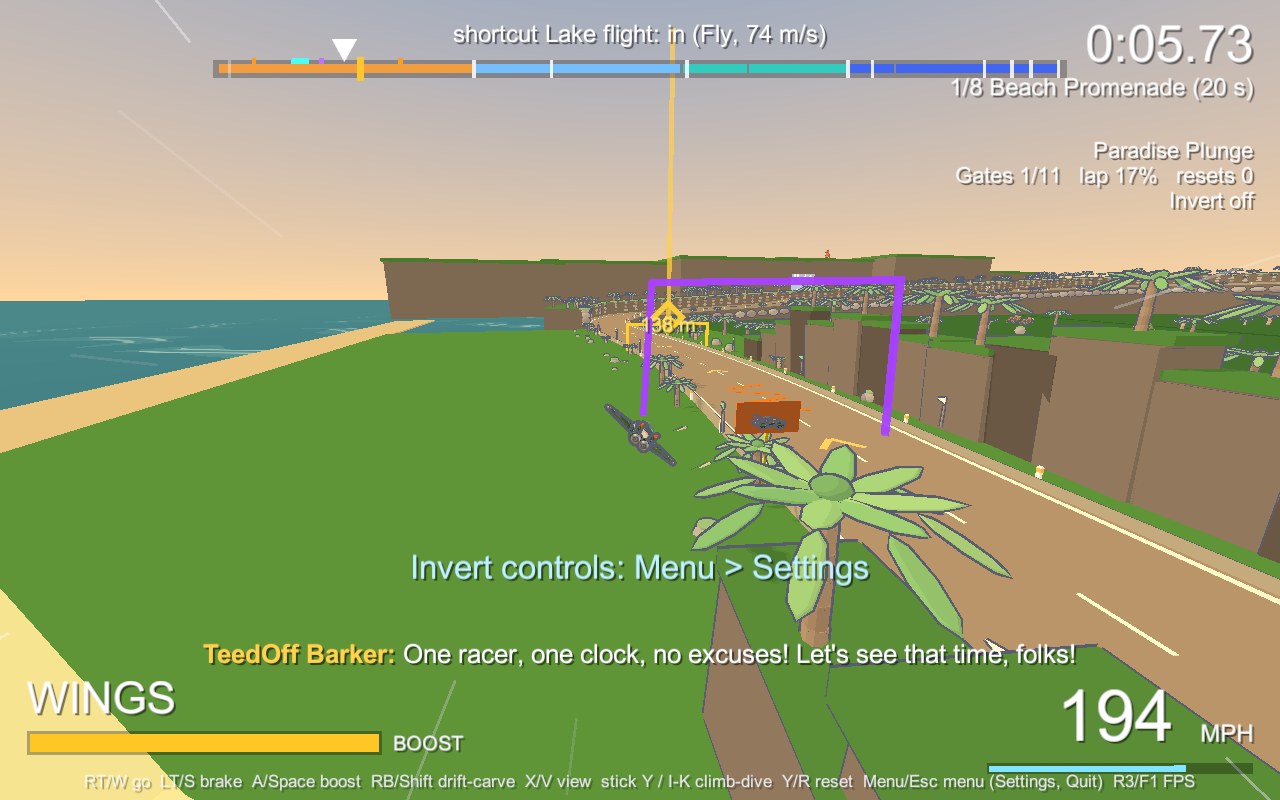 shortcut Lake flight: in (Fly, 74 m/s)
0:05.73
1/8 Beach Promenade (20 s)
Paradise Plunge
Gates 1/11 lap 17% resets 0
Invert off
138 m
Invert controls: Menu > Settings
TeedOff Barker: One racer, one clock, no excuses! Let's see that time, folks!
WINGS
BOOST
194 MPH
RT/W go LT/S brake A/Space boost RB/Shift drift-carve X/V view stick Y / I-K climb-dive Y/R reset Menu/Esc menu (Settings, Quit) R3/F1 FPS